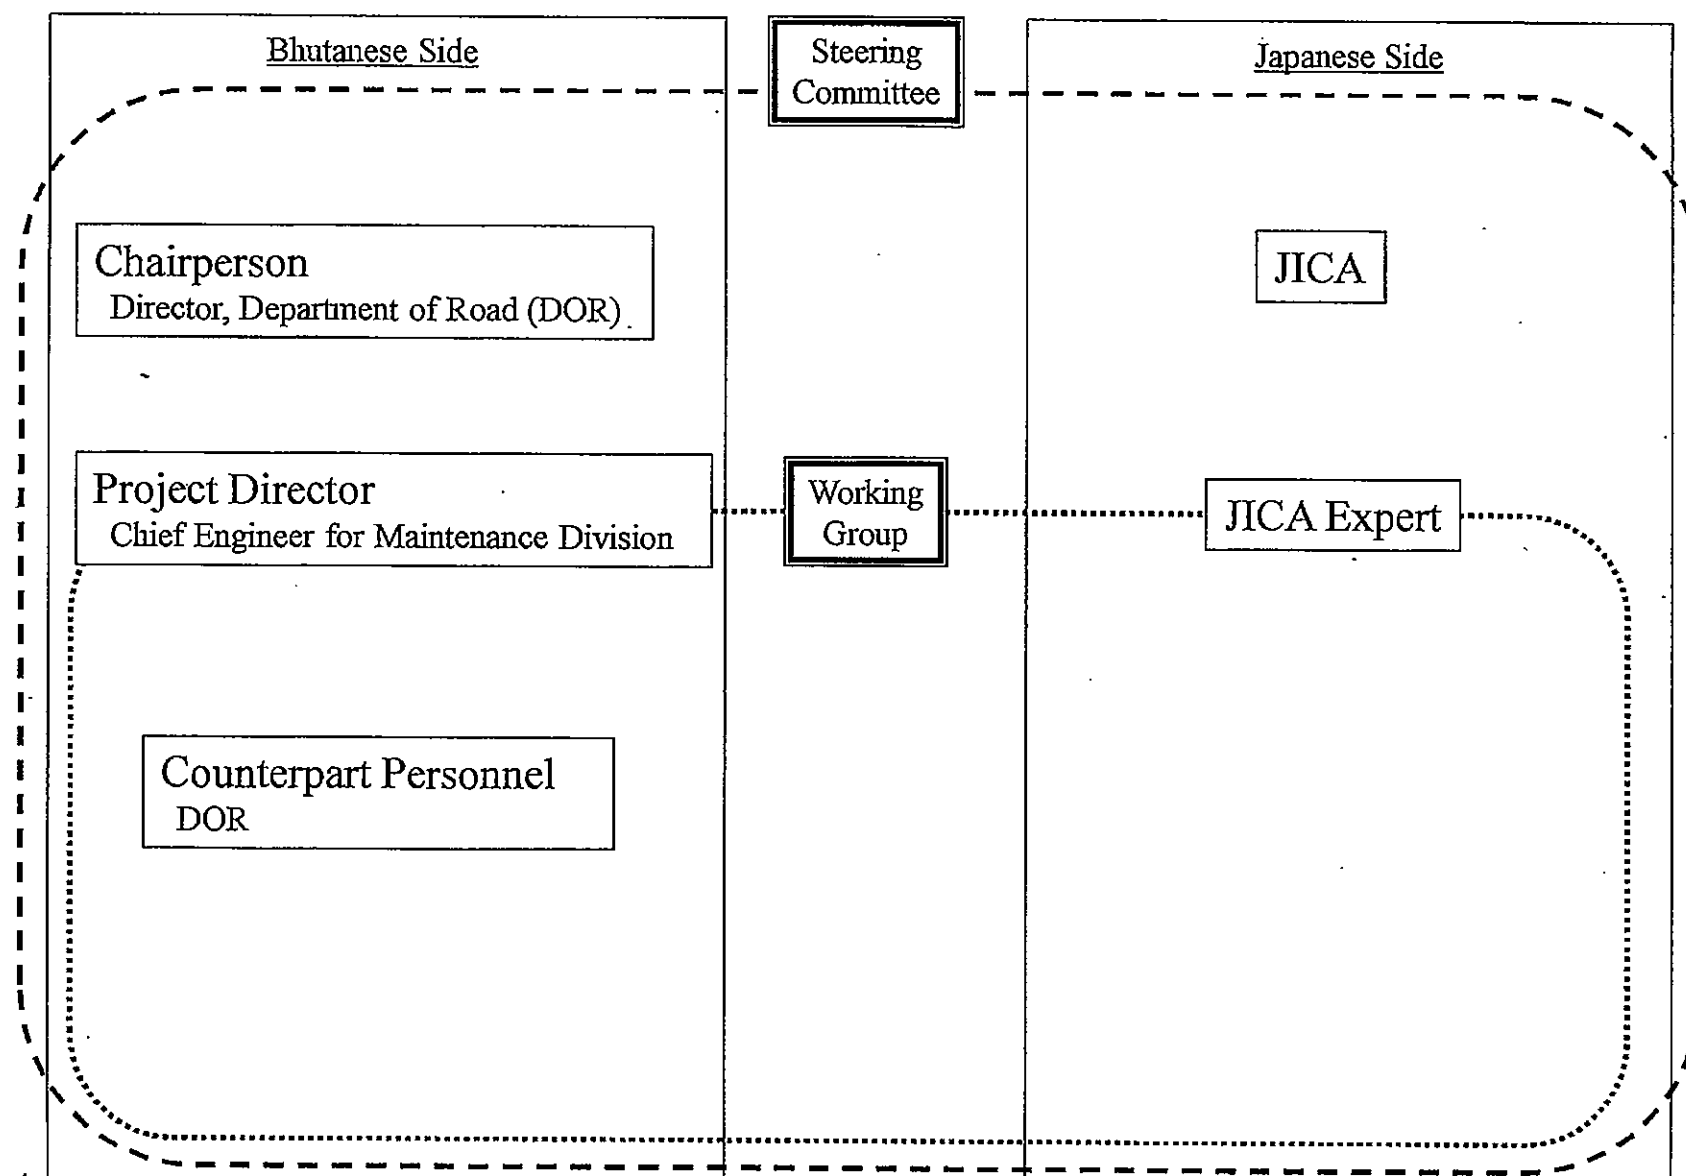 Bhutanese Side
Steering
Committee
Japanese Side
Chairperson
Director, Department of Road (DOR)
JICA
Project Director
Chief Engineer for Maintenance Division
Working
Group
JICA Expert
Counterpart Personnel
DOR